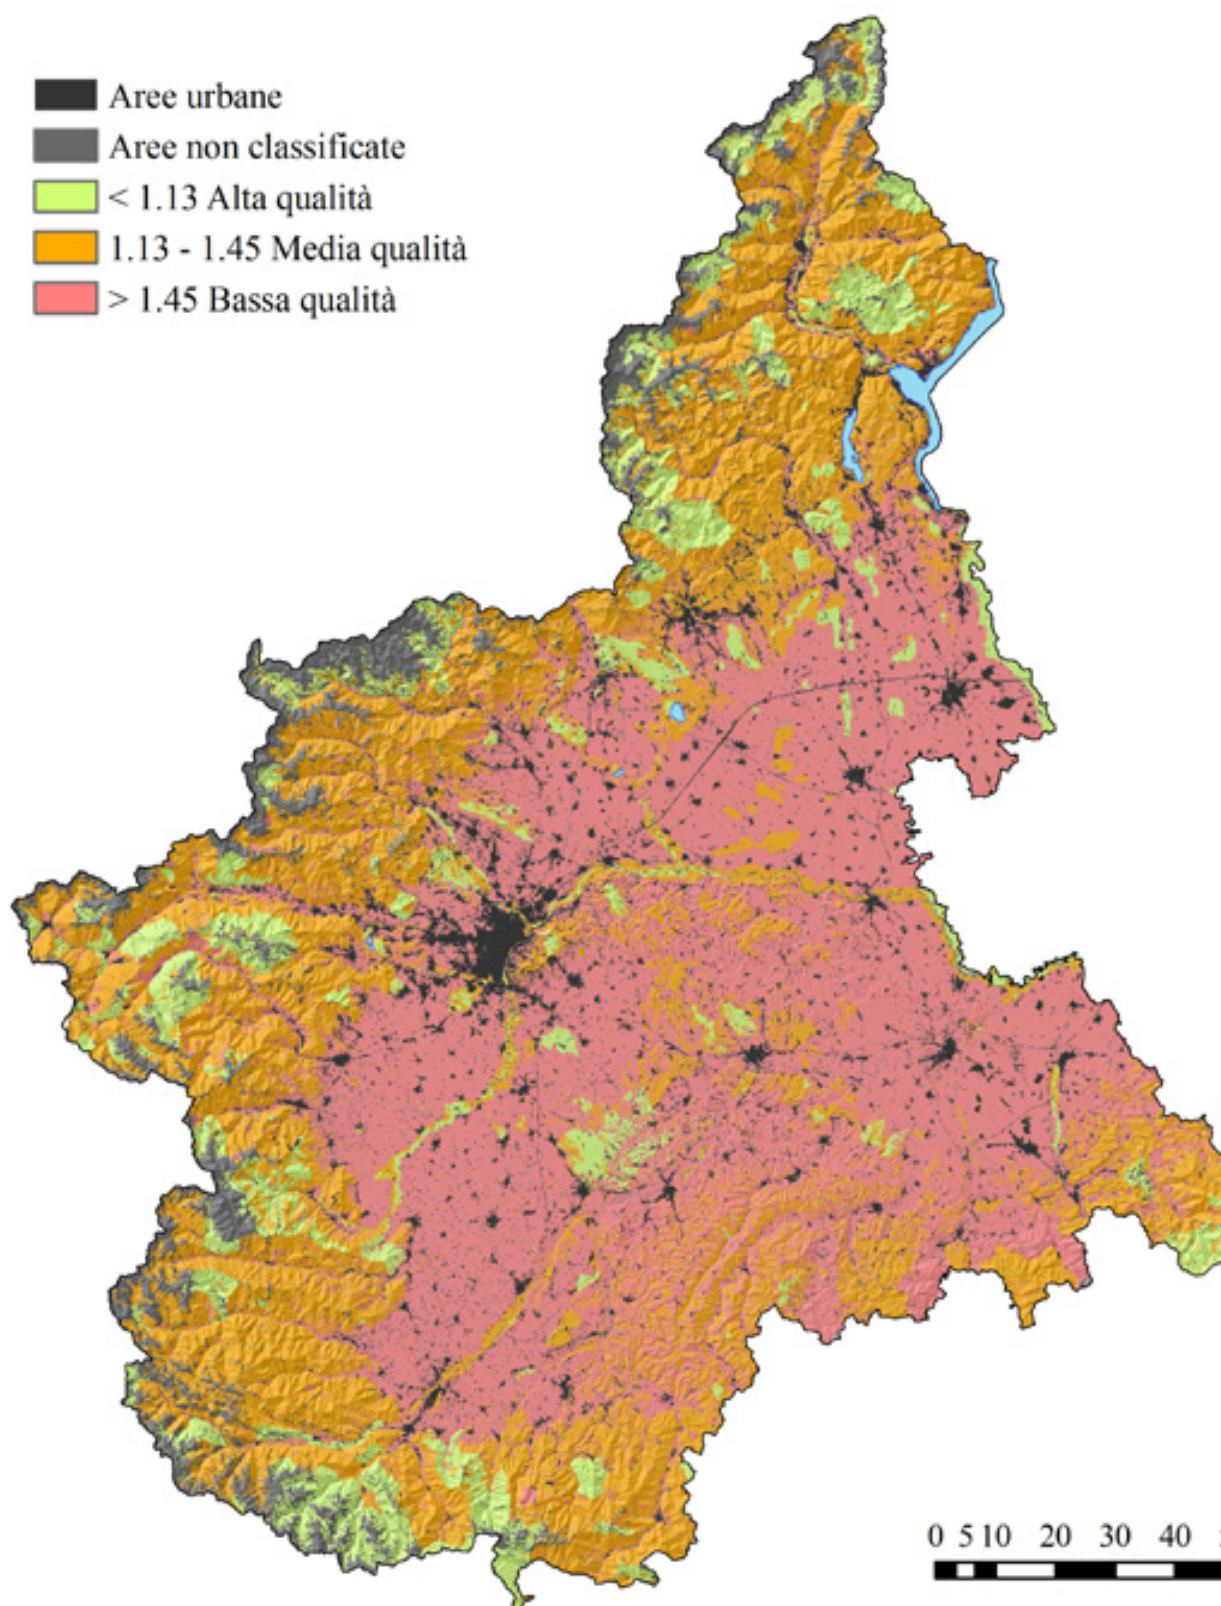 Aree urbane
Aree non classificate
< 1.13 Alta qualità
1.13 - 1.45 Media qualità
> 1.45 Bassa qualità
0 5 10 20 30 40